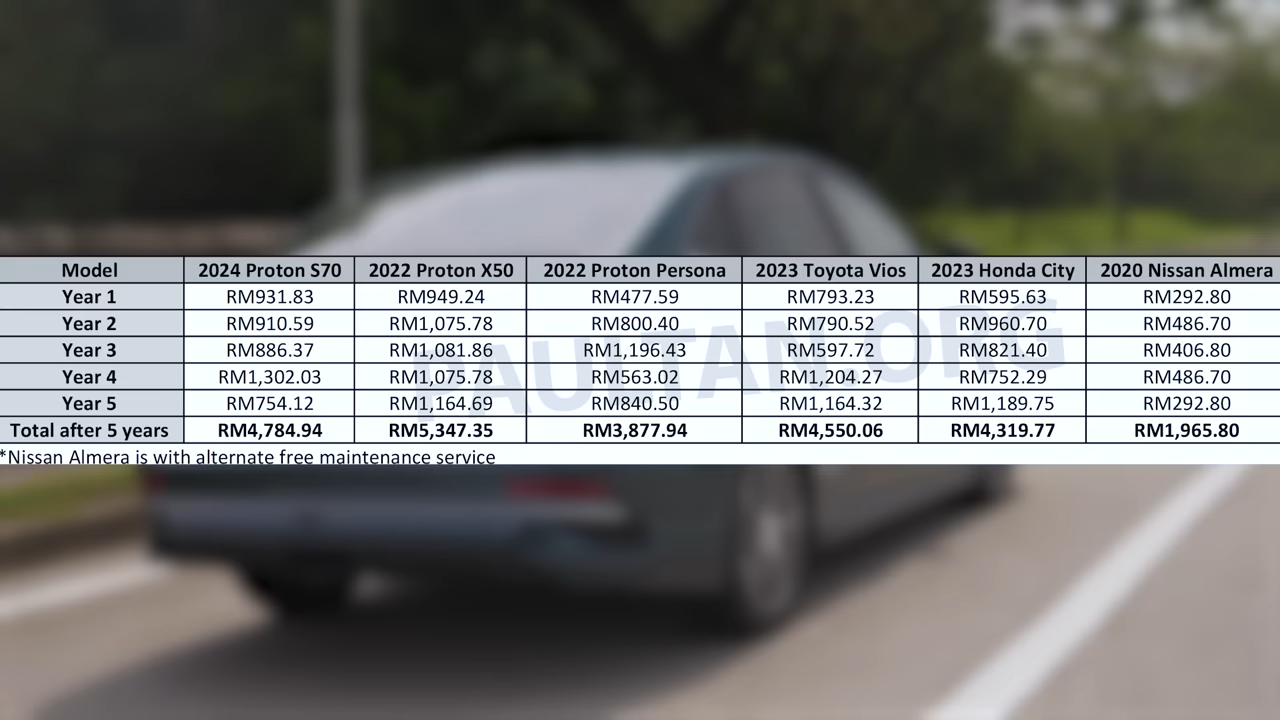 Model 2024 Proton S70 2022 Proton X50 2022 Proton Persona 2023 Toyota Vios 2023 Honda City 2020 Nissan Almera
Year 1 RM931.83 RM949.24 RM477.59 RM793.23 RM595.63 RM292.80
Year 2 RM910.59 RM1,075.78 RM800.40 RM790.52 RM960.70 RM486.70
Year 3 RM886.37 RM1,081.86 RM1,196.43 RM597.72 RM821.40 RM406.80
Year 4 RM1,302.03 RM1,075.78 RM563.02 RM1,204.27 RM752.29 RM486.70
Year 5 RM754.12 RM1,164.69 RM840.50 RM1,164.32 RM1,189.75 RM292.80
Total after 5 years RM4,784.94 RM5,347.35 RM3,877.94 RM4,550.06 RM4,319.77 RM1,965.80
*Nissan Almera is with alternate free maintenance service
PAULTAN.ORG